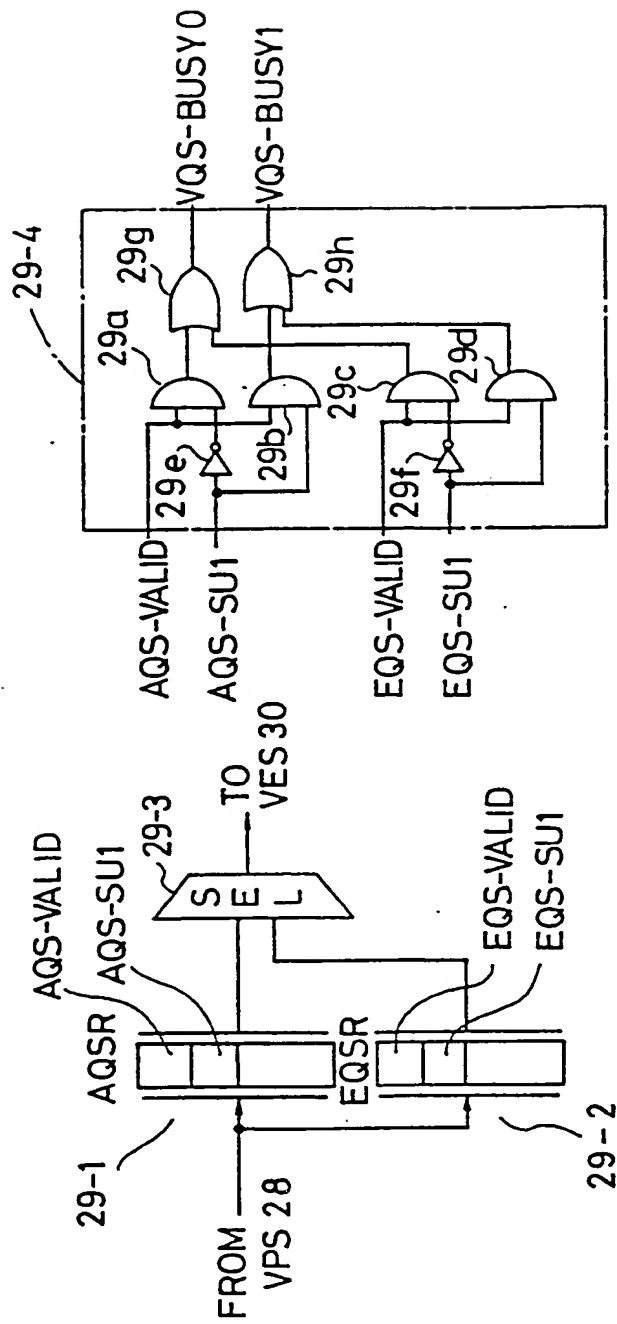 29-1
AQSR
AQS-VALID
AQS-SU1
FROM
VPS 28
S
E
L
29-3
TO
VES 30
EQSR
EQS-VALID
EQS-SU1
29-2
29-4
AQS-VALID
AQS-SU1
29e
29a
29g
VQS-BUSY0
29b
29h
VQS-BUSY1
EQS-VALID
EQS-SU1
29f
29c
29d